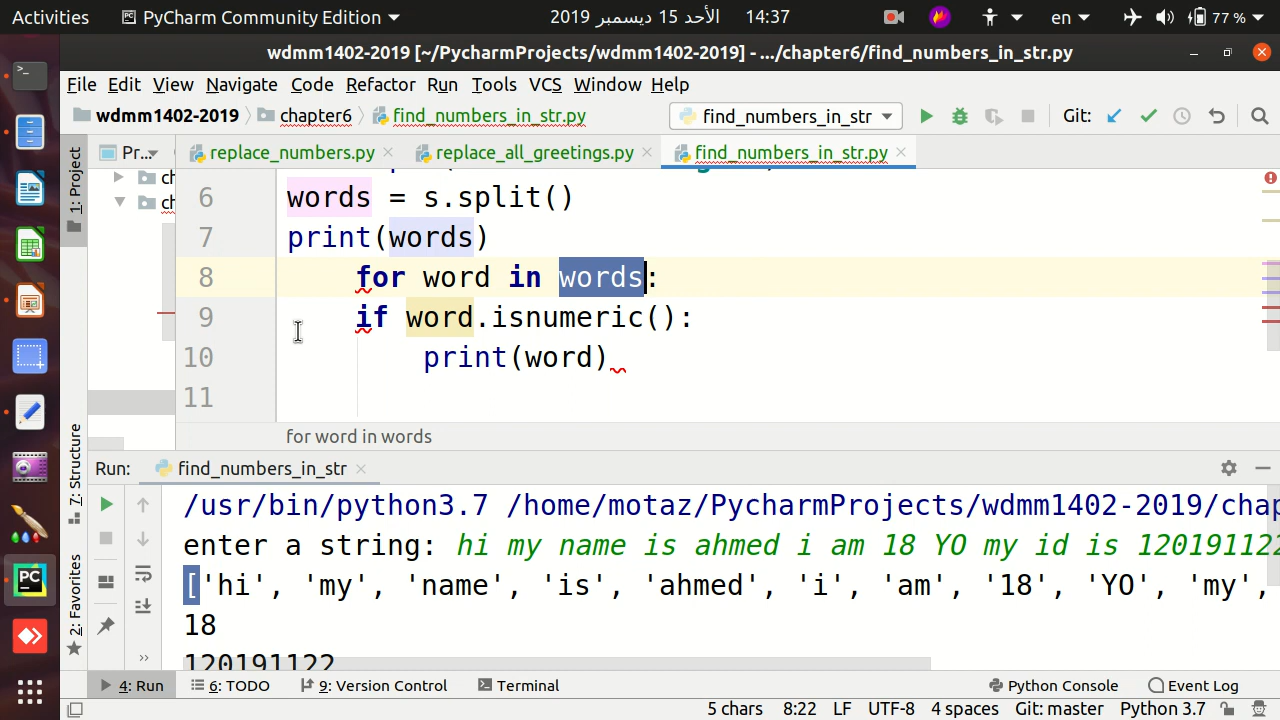 Activities PyCharm Community Edition الأحد 15 ديسمبر 2019 14:37 en 77 %
wdmm1402-2019 [~/PycharmProjects/wdmm1402-2019] - .../chapter6/find_numbers_in_str.py
File Edit View Navigate Code Refactor Run Tools VCS Window Help
wdmm1402-2019 chapter6 find_numbers_in_str.py find_numbers_in_str Git:
1: Project Pr... replace_numbers.py replace_all_greetings.py find_numbers_in_str.py
ch
ch
6 words = s.split()
7 print(words)
8 for word in words:
9 if word.isnumeric():
10 print(word)
11
for word in words
7: Structure
2: Favorites
Run: find_numbers_in_str
/usr/bin/python3.7 /home/motaz/PycharmProjects/wdmm1402-2019/chap
enter a string: hi my name is ahmed i am 18 YO my id is 120191122
['hi', 'my', 'name', 'is', 'ahmed', 'i', 'am', '18', 'YO', 'my',
18
120191122
4: Run 6: TODO 9: Version Control Terminal Python Console Event Log
5 chars 8:22 LF UTF-8 4 spaces Git: master Python 3.7